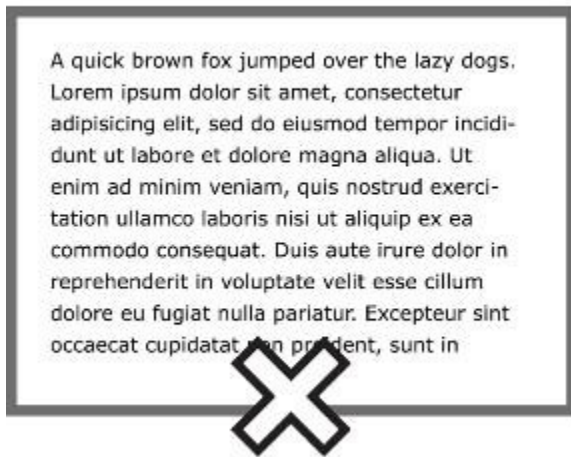 A quick brown fox jumped over the lazy dogs.
Lorem ipsum dolor sit amet, consectetur
adipisicing elit, sed do eiusmod tempor incidi-
dunt ut labore et dolore magna aliqua. Ut
enim ad minim veniam, quis nostrud exerci-
tation ullamco laboris nisi ut aliquip ex ea
commodo consequat. Duis aute irure dolor in
reprehenderit in voluptate velit esse cillum
dolore eu fugiat nulla pariatur. Excepteur sint
occaecat cupidatat sunt in